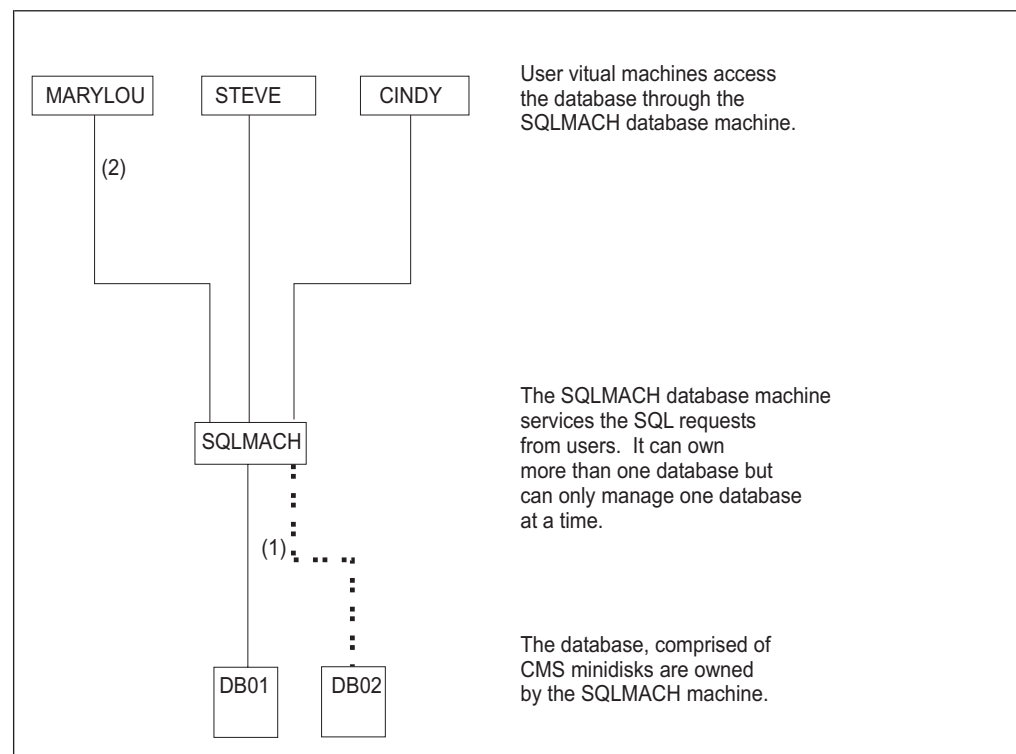 MARYLOU
STEVE
CINDY
User vitual machines access
the database through the
SQLMACH database machine.
(2)
SQLMACH
The SQLMACH database machine
services the SQL requests
from users. It can own
more than one database but
can only manage one database
at a time.
(1)
DB01
DB02
The database, comprised of
CMS minidisks are owned
by the SQLMACH machine.